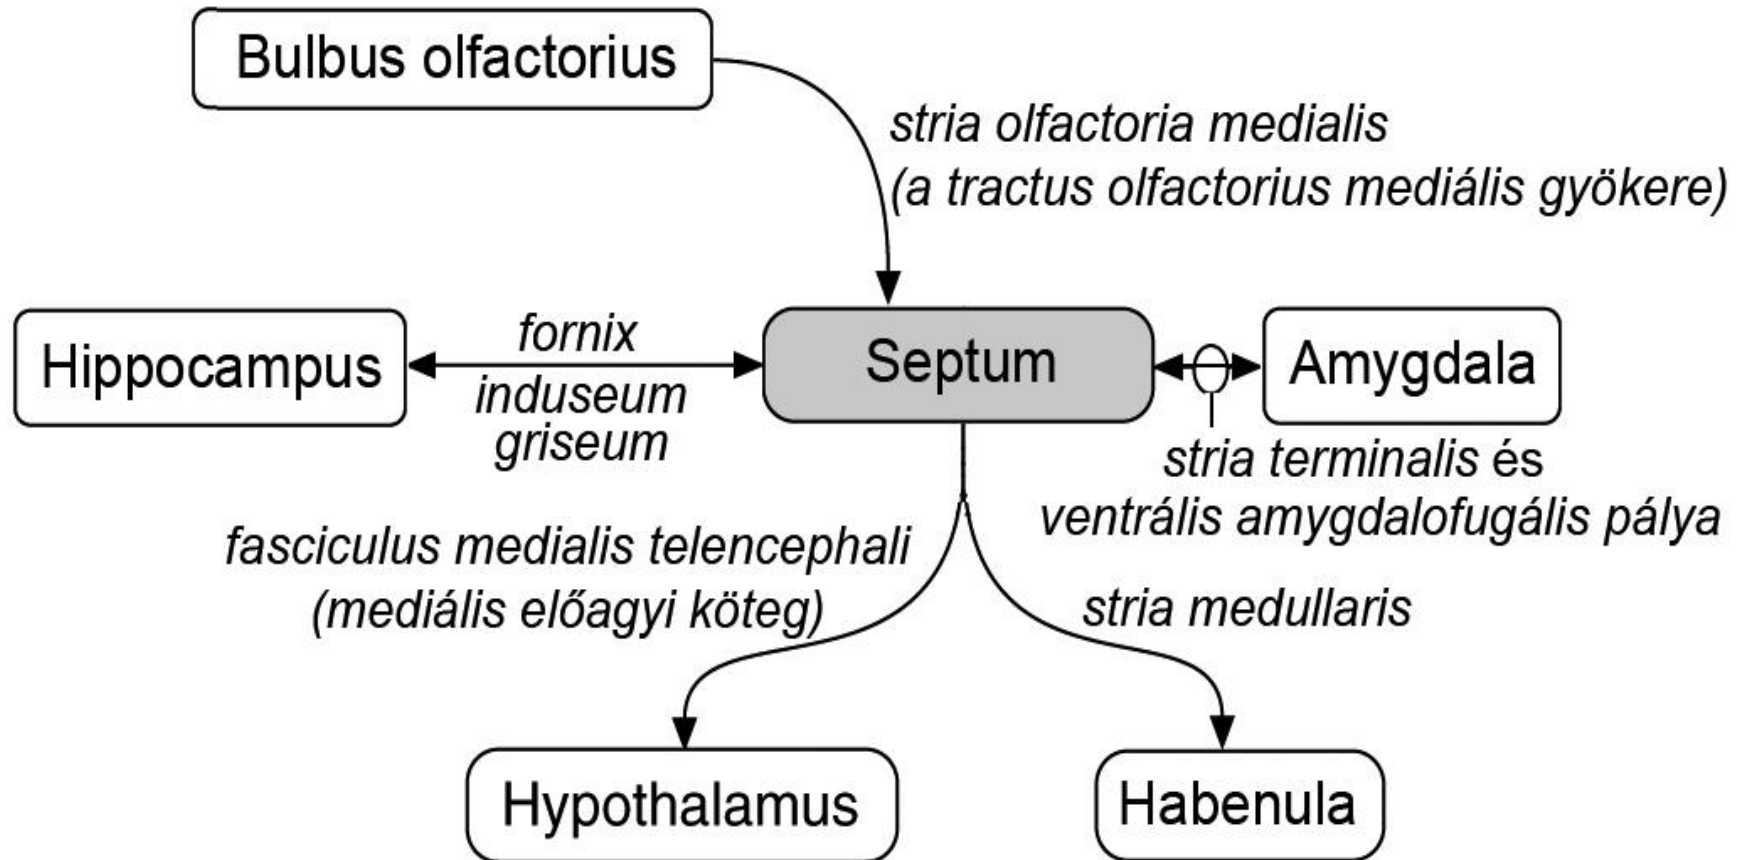 Bulbus olfactorius
stria olfactoria medialis
(a tractus olfactorius mediális gyökere)
Hippocampus
fornix
induseum
griseum
Septum
Amygdala
stria terminalis és
ventrális amygdalofugális pálya
fasciculus medialis telencephali
(mediális előagyi köteg)
stria medullaris
Hypothalamus
Habenula